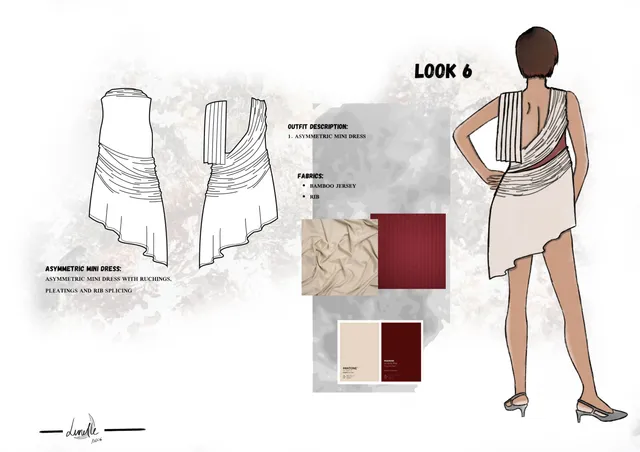 LOOK 6
OUTFIT DESCRIPTION:
1. ASYMMETRIC MINI DRESS
FABRICS:
• BAMBOO JERSEY
• RIB
ASYMMETRIC MINI DRESS:
ASYMMETRIC MINI DRESS WITH RUCHINGS,
PLEATINGS AND RIB SPLICING
PANTONE